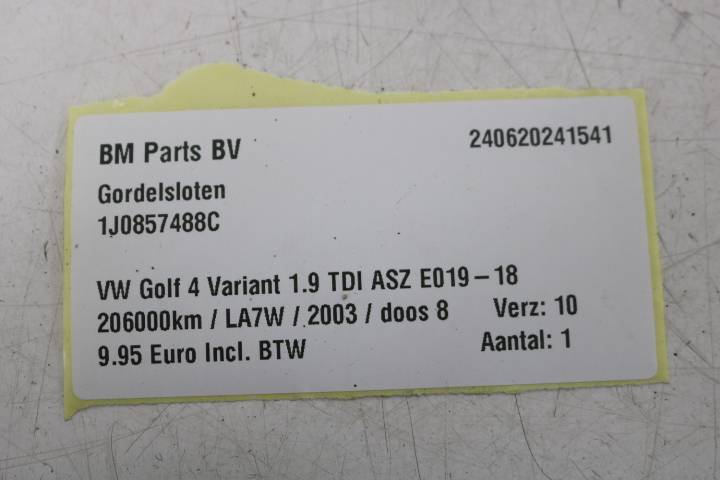 BM Parts BV 240620241541
Gordelsloten
1J0857488C
VW Golf 4 Variant 1.9 TDI ASZ E019-18
206000km / LA7W / 2003 / doos 8 Verz: 10
9.95 Euro Incl. BTW Aantal: 1